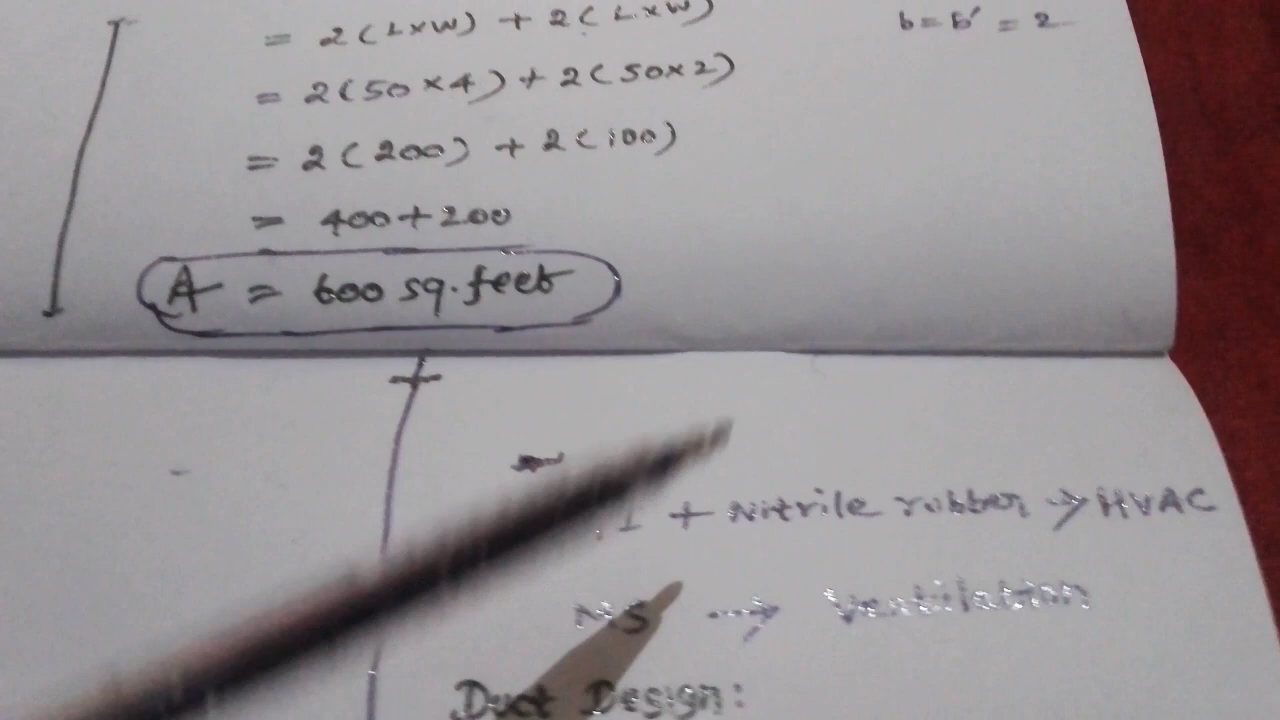 = 2(L×W) + 2(L×W)
b = b' = 2
= 2(50×4) + 2(50×2)
= 2(200) + 2(100)
= 400+200
A = 600 sq.feet
+ Nitrile rubber → HVAC
MS → Ventilation
Duct Design: